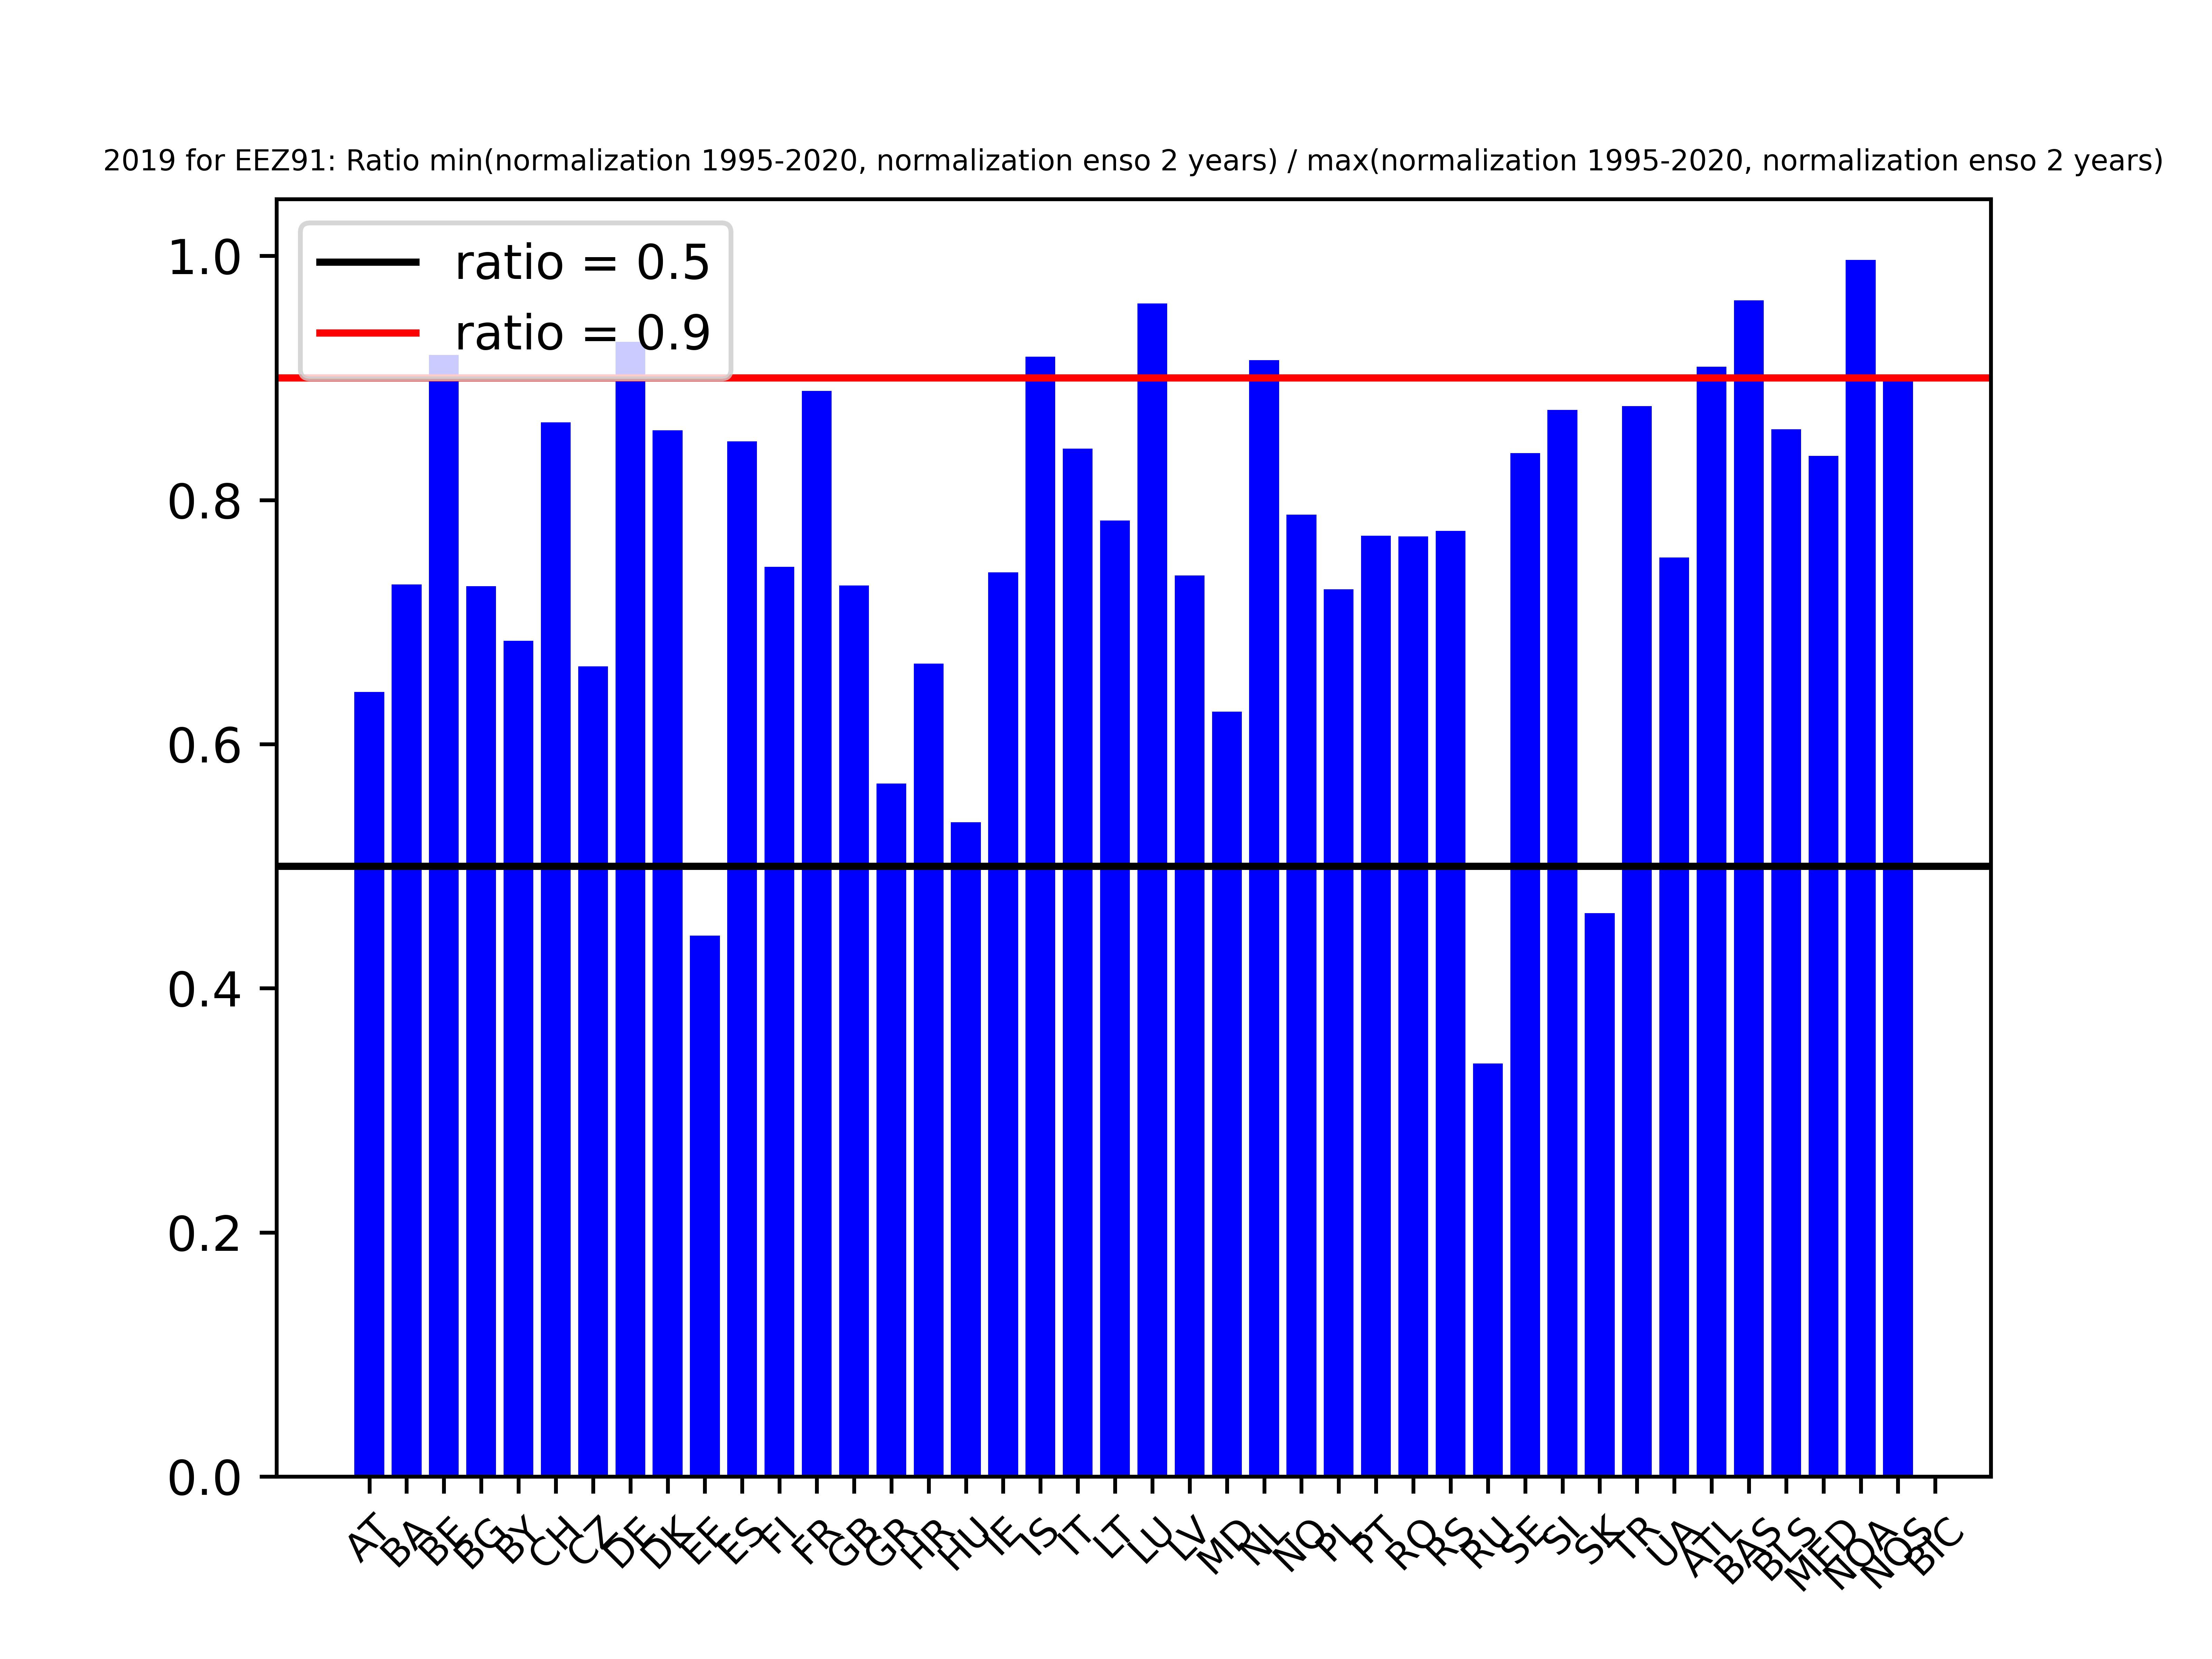 2019 for EEZ91: Ratio min(normalization 1995-2020, normalization enso 2 years) / max(normalization 1995-2020, normalization enso 2 years)
ratio = 0.5
ratio = 0.9
1.0
0.8
0.6
0.4
0.2
0.0
AT BA BE BG BY CH CZ DE DK EE ES FI FR GB GR HR HU IE IS IT LT LU LV MD NL NO PL PT RO RS RU SE SI SK TR UA ATL BAS BLS MED NOA NOS BIC